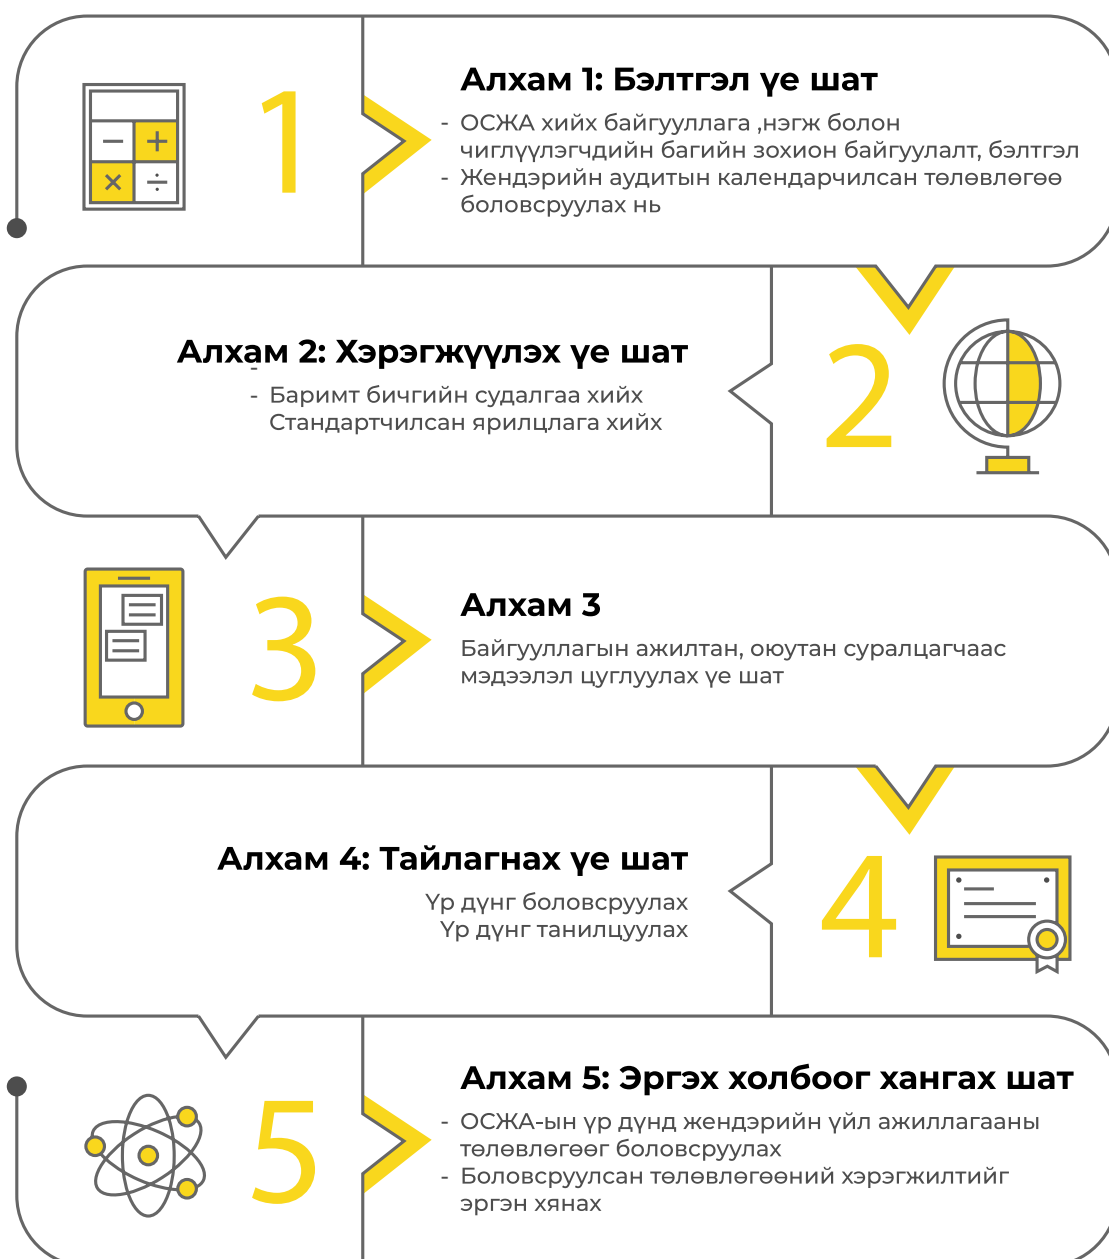 1
Алхам 1: Бэлтгэл үе шат
- ОСЖА хийх байгууллага ,нэгж болон
чиглүүлэгчдийн багийн зохион байгуулалт, бэлтгэл
- Жендэрийн аудитын календарчилсан төлөвлөгөө
боловсруулах нь
Алхам 2: Хэрэгжүүлэх үе шат
-
- Баримт бичгийн судалгаа хийх
Стандартчилсан ярилцлага хийх
2
3
Алхам 3
Байгууллагын ажилтан, оюутан суралцагчаас
мэдээлэл цуглуулах үе шат
Алхам 4: Тайлагнах үе шат
Үр дүнг боловсруулах
Үр дүнг танилцуулах
4
5
Алхам 5: Эргэх холбоог хангах шат
- ОСЖА-ын үр дүнд жендэрийн үйл ажиллагааны
төлөвлөгөөг боловсруулах
- Боловсруулсан төлөвлөгөөний хэрэгжилтийг
эргэн хянах